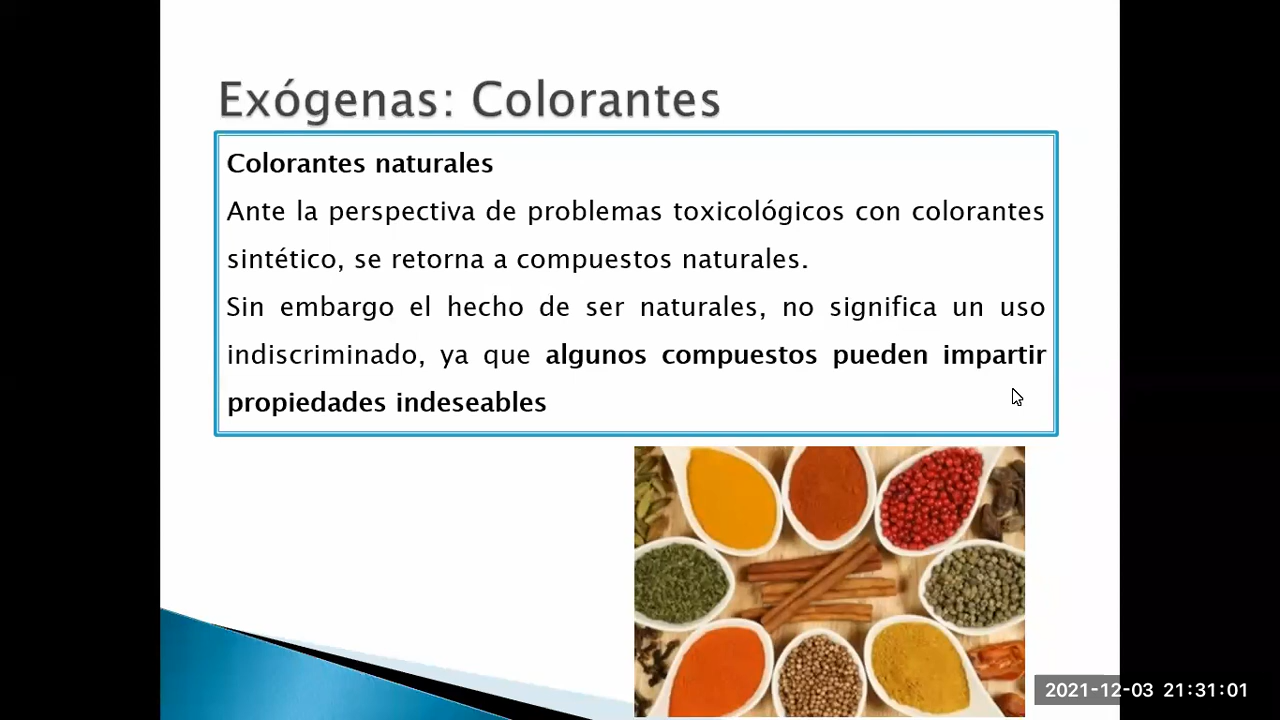 Exógenas: Colorantes
Colorantes naturales
Ante la perspectiva de problemas toxicológicos con colorantes
sintético, se retorna a compuestos naturales.
Sin embargo el hecho de ser naturales, no significa un uso
indiscriminado, ya que algunos compuestos pueden impartir
propiedades indeseables
2021-12-03 21:31:01